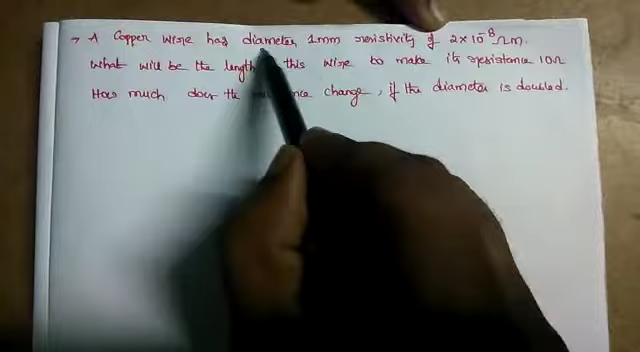 → A Copper wire has diameter 1mm resistivity of 2×10⁻⁸ Ωm.
What will be the length this wire to make its resistance 10Ω
How much does the change, if the diameter is doubled.